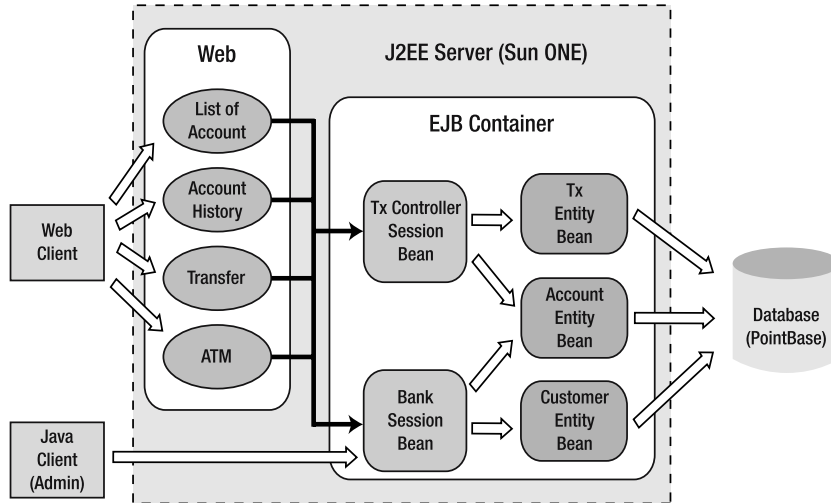 Web
J2EE Server (Sun ONE)
List of
Account
Account
History
Transfer
ATM
EJB Container
Tx Controller
Session
Bean
Tx
Entity
Bean
Account
Entity
Bean
Bank
Session
Bean
Customer
Entity
Bean
Web
Client
Java
Client
(Admin)
Database
(PointBase)